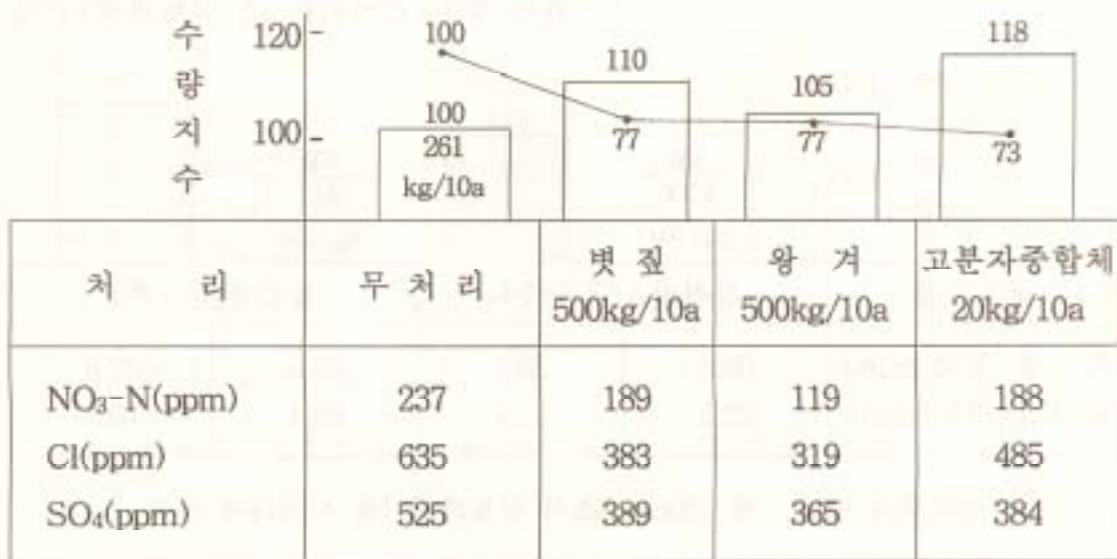 수량지수
120
100
100
110
105
118
100
261
kg/10a
77
77
73
처 리 무 처 리 볏 짚 왕 겨 고분자중합체
500kg/10a 500kg/10a 20kg/10a
NO₃-N(ppm) 237 189 119 188
Cl(ppm) 635 383 319 485
SO₄(ppm) 525 389 365 384